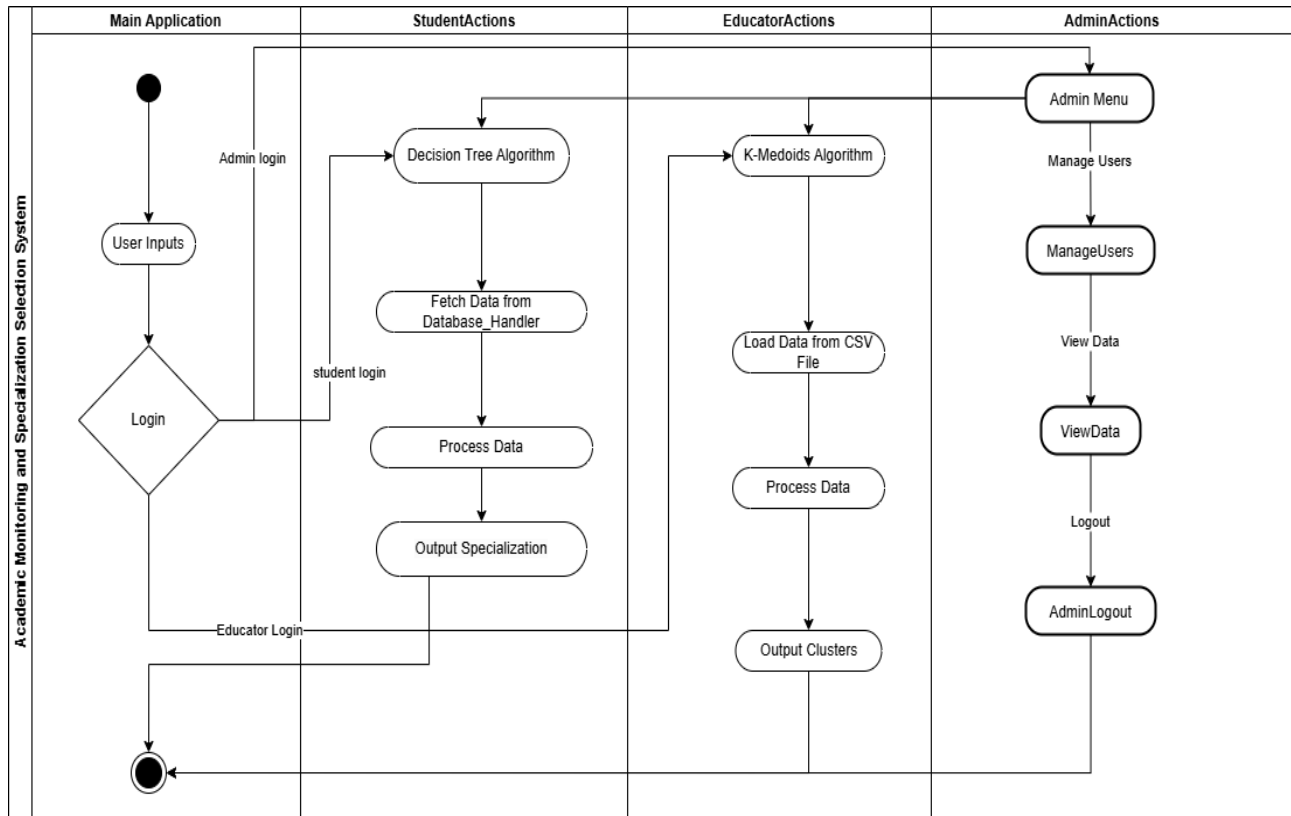 Academic Monitoring and Specialization Selection System
Main Application
StudentActions
EducatorActions
AdminActions
Admin Menu
Decision Tree Algorithm
K-Medoids Algorithm
Admin login
Manage Users
User Inputs
ManageUsers
Fetch Data from
Database_Handler
Load Data from CSV
File
View Data
student login
Login
ViewData
Process Data
Process Data
Logout
Output Specialization
AdminLogout
Educator Login
Output Clusters